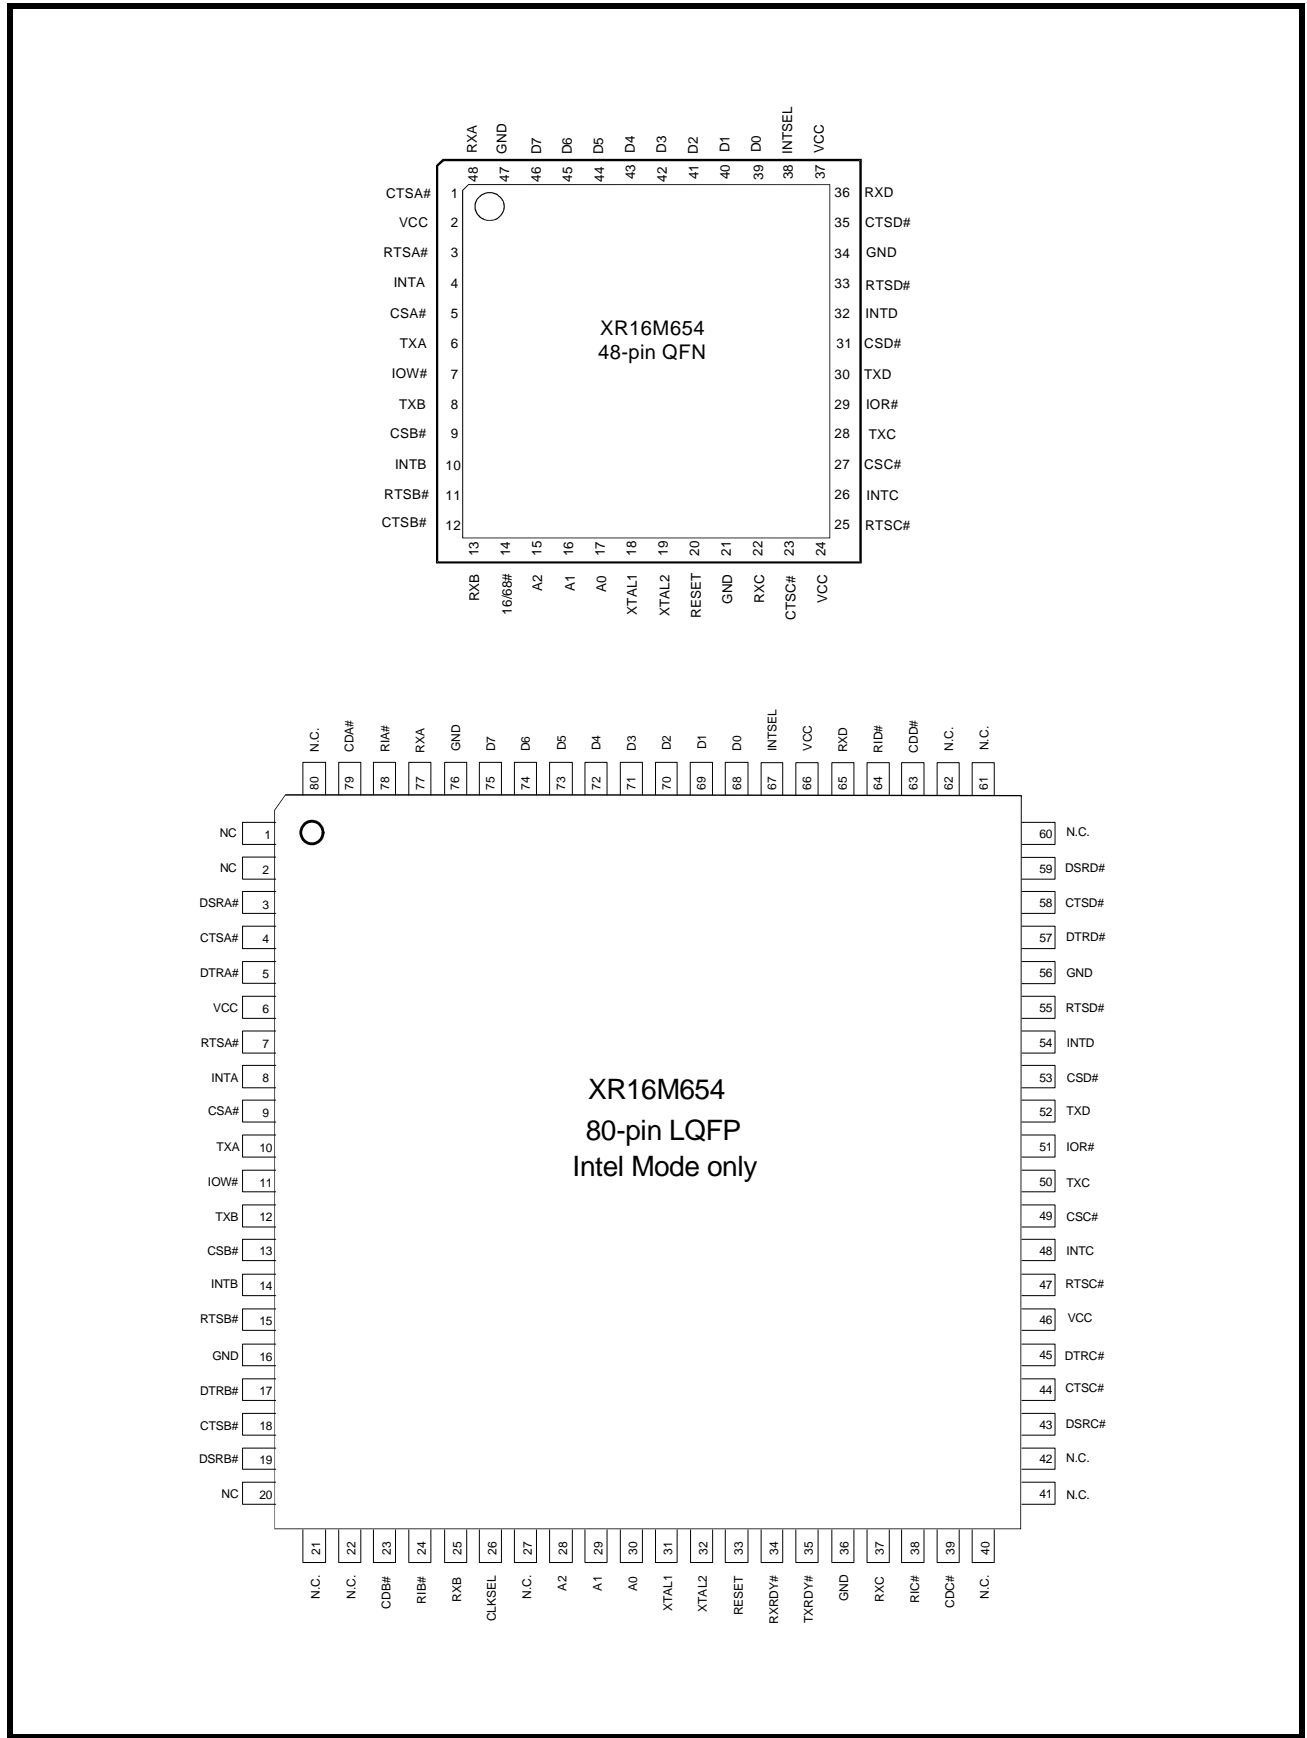 RXA GND D7 D6 D5 D4 D3 D2 D1 D0 INTSEL VCC
48 47 46 45 44 43 42 41 40 39 38 37
CTSA# 1 36 RXD
VCC 2 35 CTSD#
RTSA# 3 34 GND
INTA 4 33 RTSD#
CSA# 5 32 INTD
TXA 6 31 CSD#
IOW# 7 30 TXD
TXB 8 29 IOR#
CSB# 9 28 TXC
INTB 10 27 CSC#
RTSB# 11 26 INTC
CTSB# 12 25 RTSC#
XR16M654
48-pin QFN
13 14 15 16 17 18 19 20 21 22 23 24
RXB 16/68# A2 A1 A0 XTAL1 XTAL2 RESET GND RXC CTSC# VCC
N.C. CDA# RIA# RXA GND D7 D6 D5 D4 D3 D2 D1 D0 INTSEL VCC RXD RID# CDD# N.C. N.C.
80 79 78 77 76 75 74 73 72 71 70 69 68 67 66 65 64 63 62 61
NC 1 60 N.C.
NC 2 59 DSRD#
DSRA# 3 58 CTSD#
CTSA# 4 57 DTRD#
DTRA# 5 56 GND
VCC 6 55 RTSD#
RTSA# 7 54 INTD
INTA 8 53 CSD#
CSA# 9 52 TXD
TXA 10 51 IOR#
IOW# 11 50 TXC
TXB 12 49 CSC#
CSB# 13 48 INTC
INTB 14 47 RTSC#
RTSB# 15 46 VCC
GND 16 45 DTRC#
DTRB# 17 44 CTSC#
CTSB# 18 43 DSRC#
DSRB# 19 42 N.C.
NC 20 41 N.C.
XR16M654
80-pin LQFP
Intel Mode only
21 22 23 24 25 26 27 28 29 30 31 32 33 34 35 36 37 38 39 40
N.C. N.C. CDB# RIB# RXB CLKSEL N.C. A2 A1 A0 XTAL1 XTAL2 RESET RXRDY# TXRDY# GND RXC RIC# CDC# N.C.